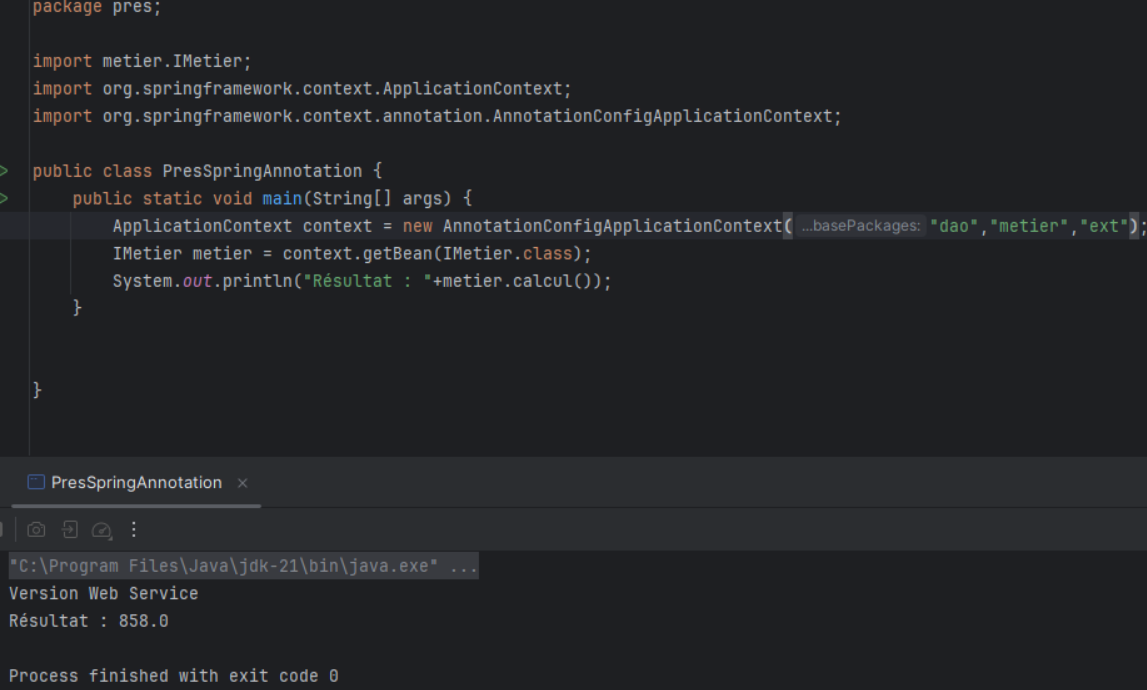 package pres;
import metier.IMetier;
import org.springframework.context.ApplicationContext;
import org.springframework.context.annotation.AnnotationConfigApplicationContext;
public class PresSpringAnnotation {
public static void main(String[] args) {
ApplicationContext context = new AnnotationConfigApplicationContext( ...basePackages: "dao","metier","ext");
IMetier metier = context.getBean(IMetier.class);
System.out.println("Résultat : "+metier.calcul());
}
}
PresSpringAnnotation ×
"C:\Program Files\Java\jdk-21\bin\java.exe" ...
Version Web Service
Résultat : 858.0
Process finished with exit code 0